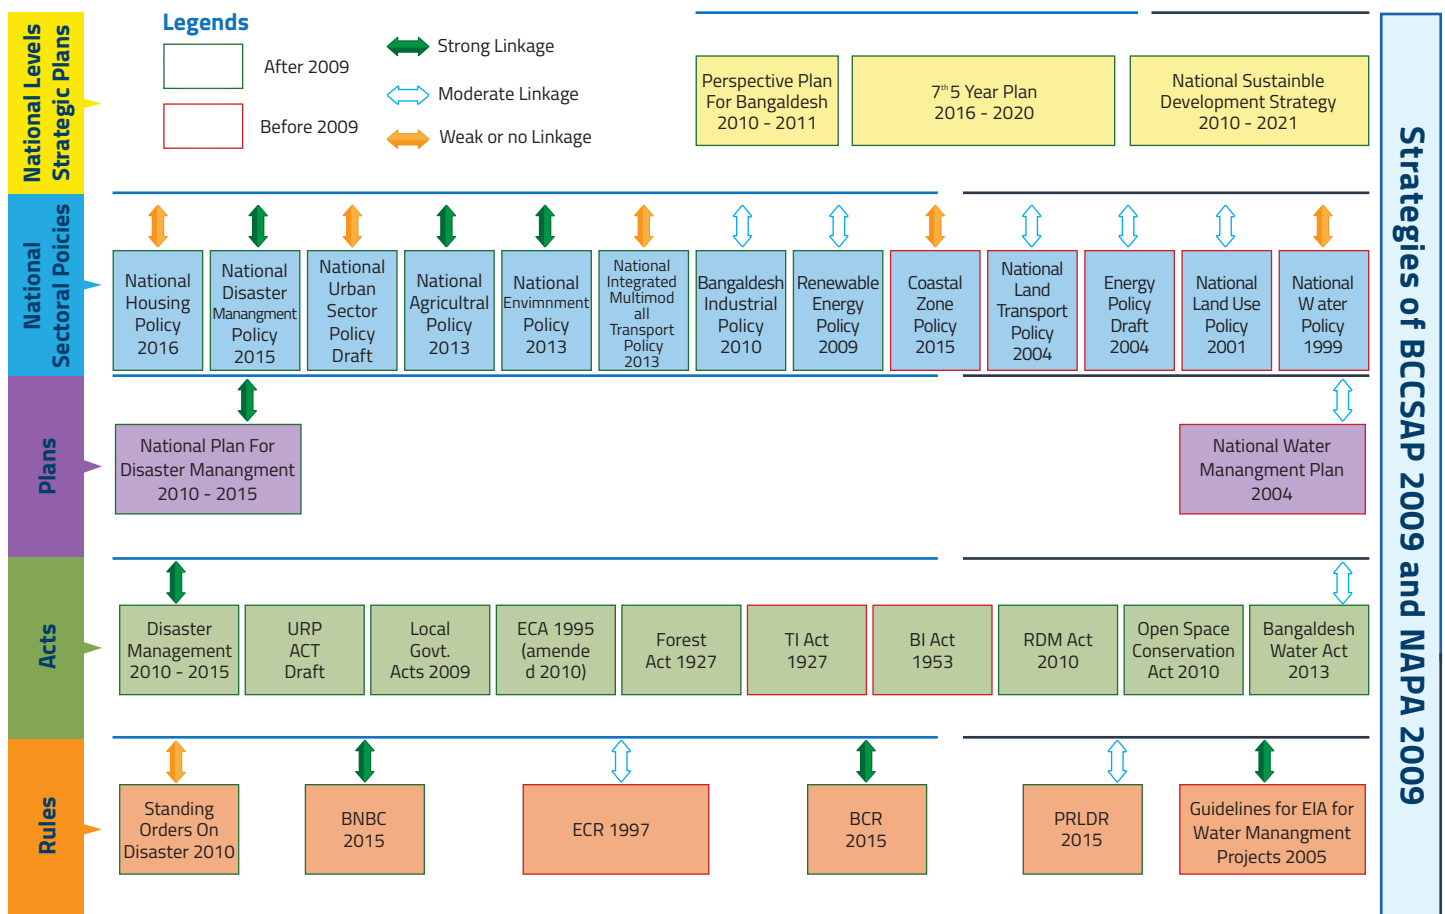 Legends
After 2009
Before 2009
Strong Linkage
Moderate Linkage
Weak or no Linkage
National Levels
Strategic Plans
Perspective Plan
For Bangaldesh
2010 - 2011
7th 5 Year Plan
2016 - 2020
National Sustainble
Development Strategy
2010 - 2021
National
Sectoral Poicies
National
Housing
Policy
2016
National
Disaster
Manangment
Policy
2015
National
Urban
Sector
Policy
Draft
National
Agricultral
Policy
2013
National
Envimnment
Policy
2013
National
Integrated
Multimod
all
Transport
Policy
2013
Bangaldesh
Industrial
Policy
2010
Renewable
Energy
Policy
2009
Coastal
Zone
Policy
2015
National
Land
Transport
Policy
2004
Energy
Policy
Draft
2004
National
Land Use
Policy
2001
National
W ater
Policy
1999
Plans
National Plan For
Disaster Manangment
2010 - 2015
National Water
Manangment Plan
2004
Acts
Disaster
Management
2010 - 2015
URP
ACT
Draft
Local
Govt.
Acts 2009
ECA 1995
(amende
d 2010)
Forest
Act 1927
TI Act
1927
BI Act
1953
RDM Act
2010
Open Space
Conservation
Act 2010
Bangaldesh
Water Act
2013
Rules
Standing
Orders On
Disaster 2010
BNBC
2015
ECR 1997
BCR
2015
PRLDR
2015
Guidelines for EIA for
Water Manangment
Projects 2005
Strategies of BCCSAP 2009 and NAPA 2009